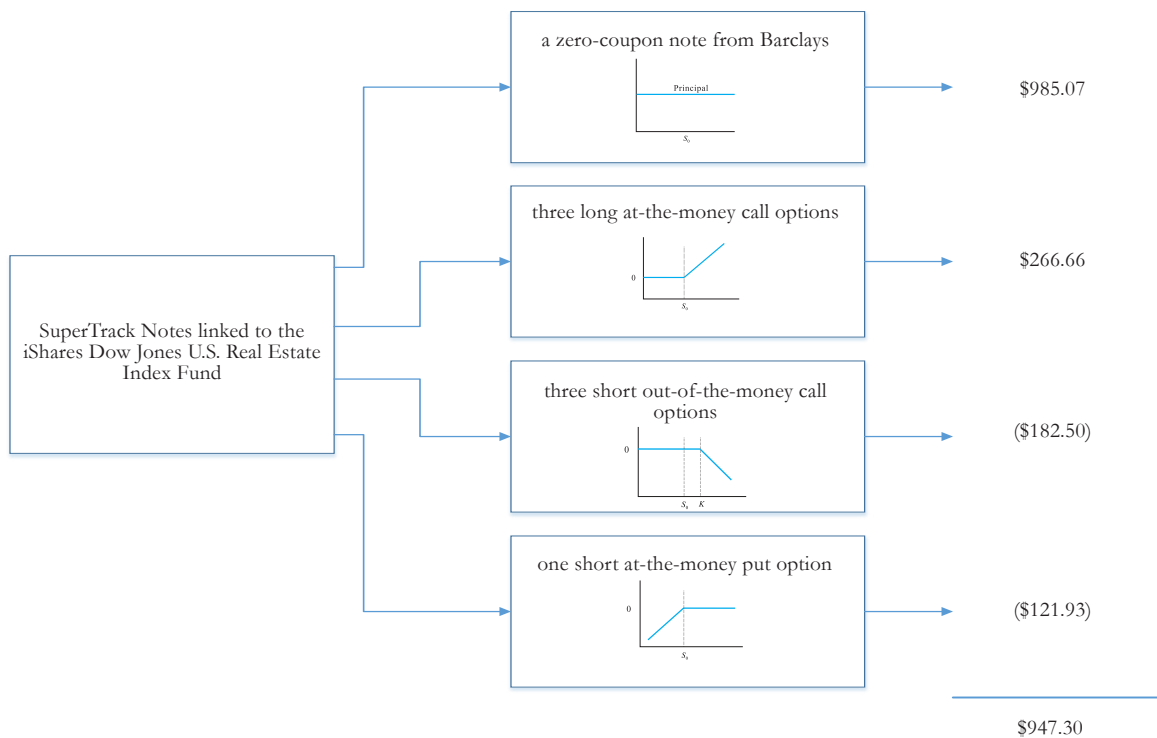 a zero-coupon note from Barclays
Principal
S0
$985.07
three long at-the-money call options
0
S0
$266.66
SuperTrack Notes linked to the
iShares Dow Jones U.S. Real Estate
Index Fund
three short out-of-the-money call
options
0
S0 K
($182.50)
one short at-the-money put option
0
S0
($121.93)
$947.30